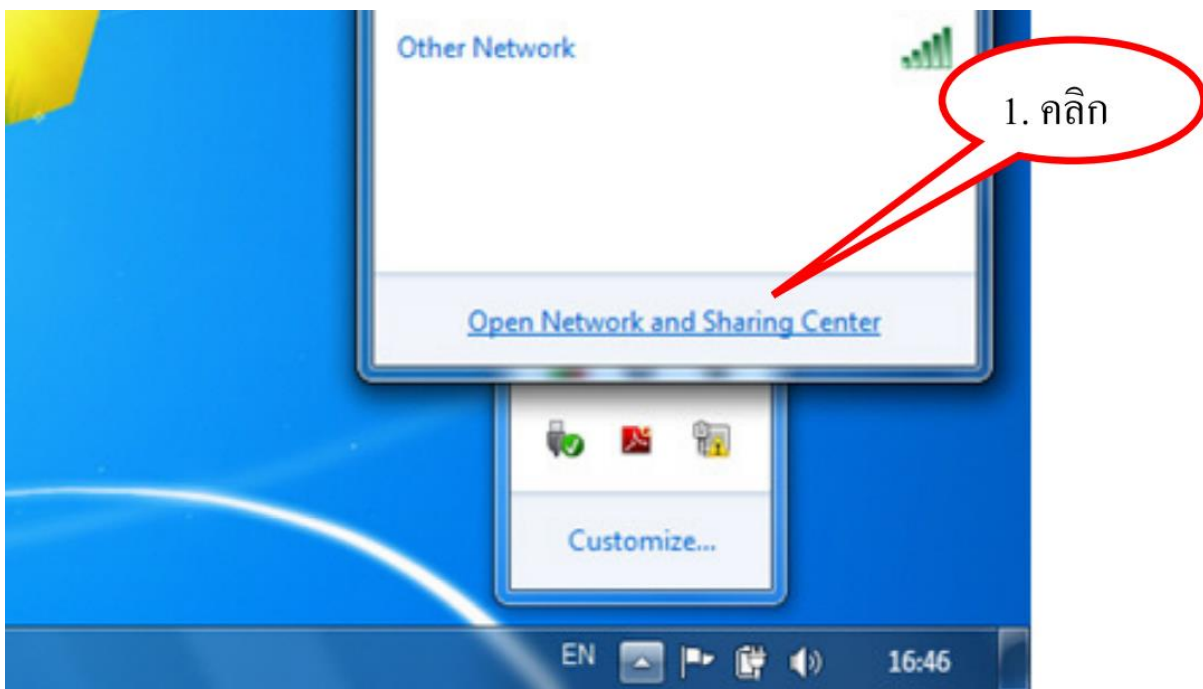 Other Network
1. คลิก
Open Network and Sharing Center
Customize...
EN
16:46